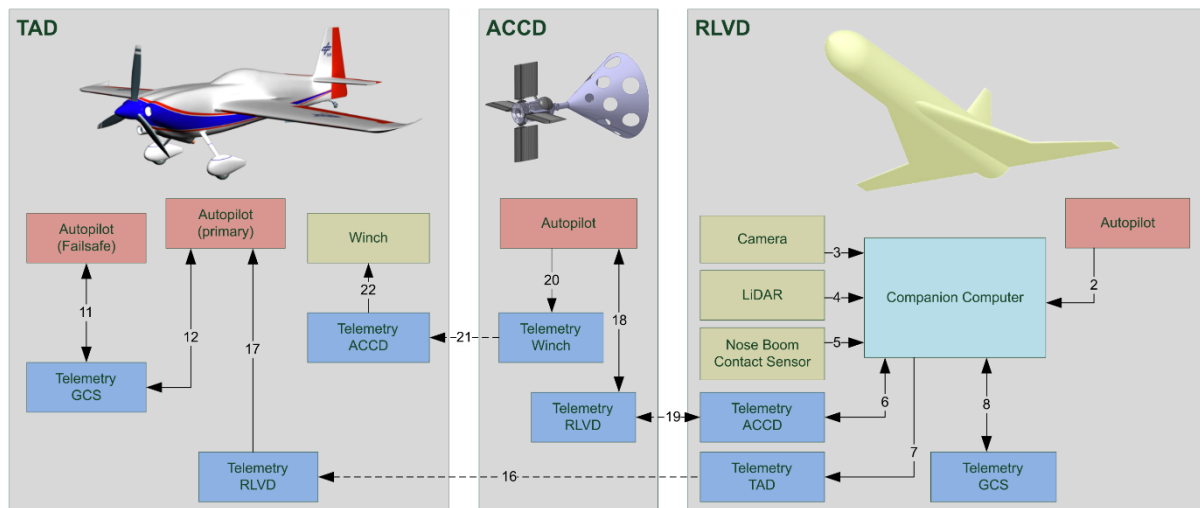 TAD
ACCD
RLVD
Autopilot
(Failsafe)
Autopilot
(primary)
Winch
Autopilot
Camera
Autopilot
3
2
22
20
LiDAR
4
Companion Computer
11
12
17
18
Telemetry
ACCD
21
Telemetry
Winch
Nose Boom
Contact Sensor
5
Telemetry
GCS
Telemetry
RLVD
19
Telemetry
ACCD
6
8
7
Telemetry
RLVD
16
Telemetry
TAD
Telemetry
GCS